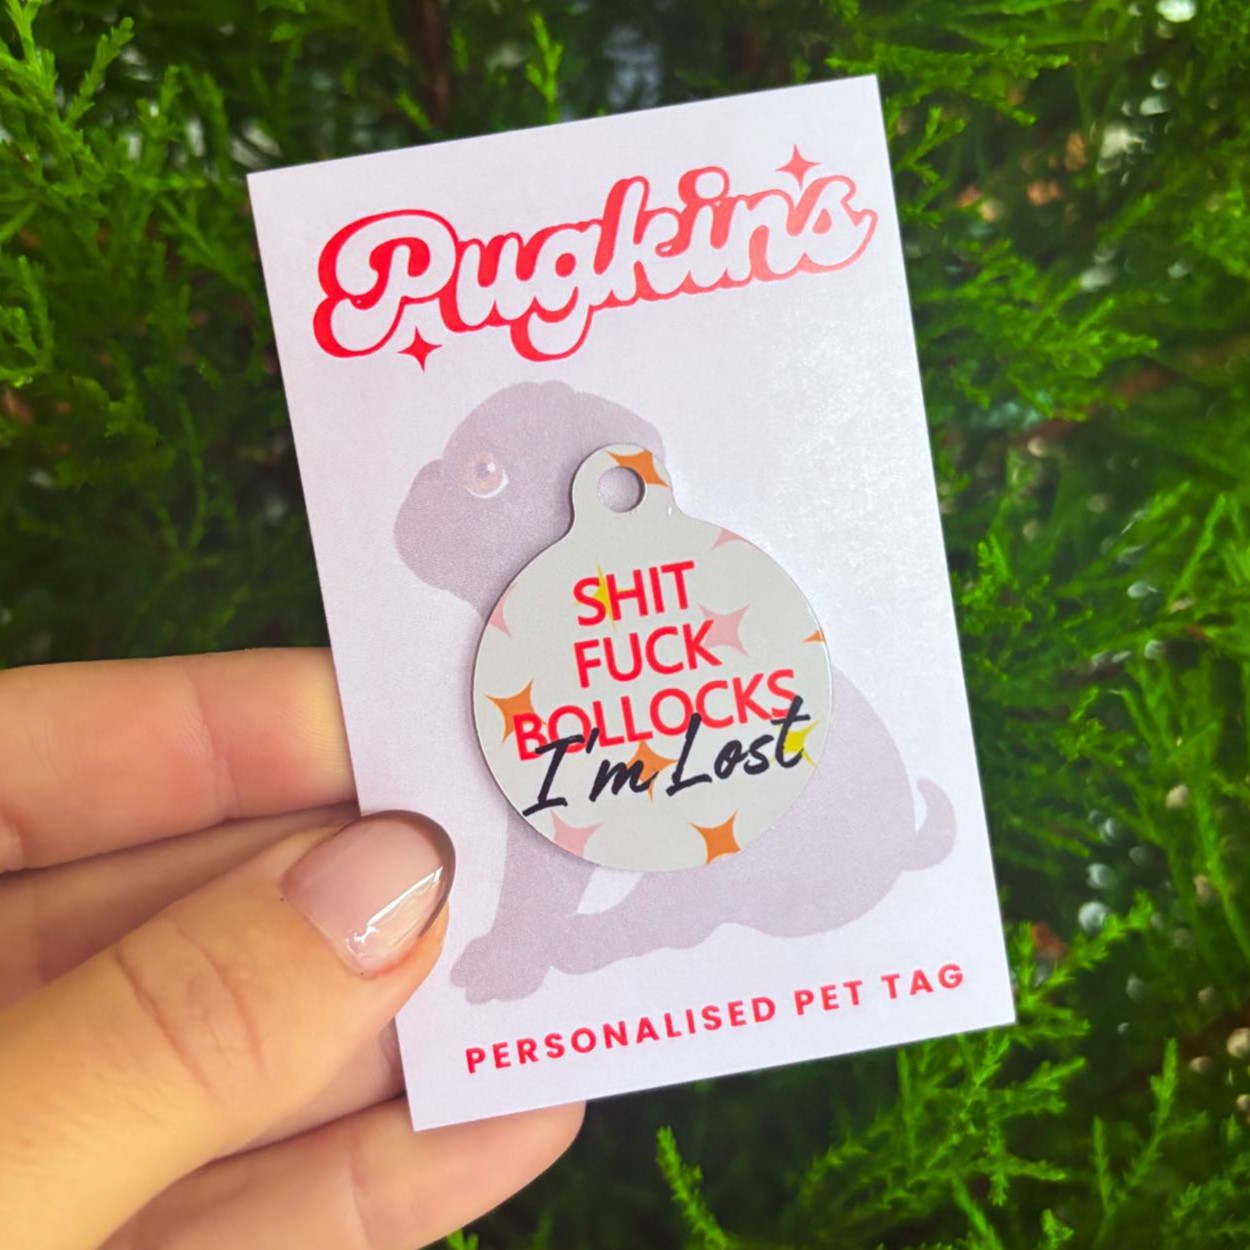 Pugkins
SHIT
FUCK
BOLLOCKS
I'm Lost
PERSONALISED PET TAG